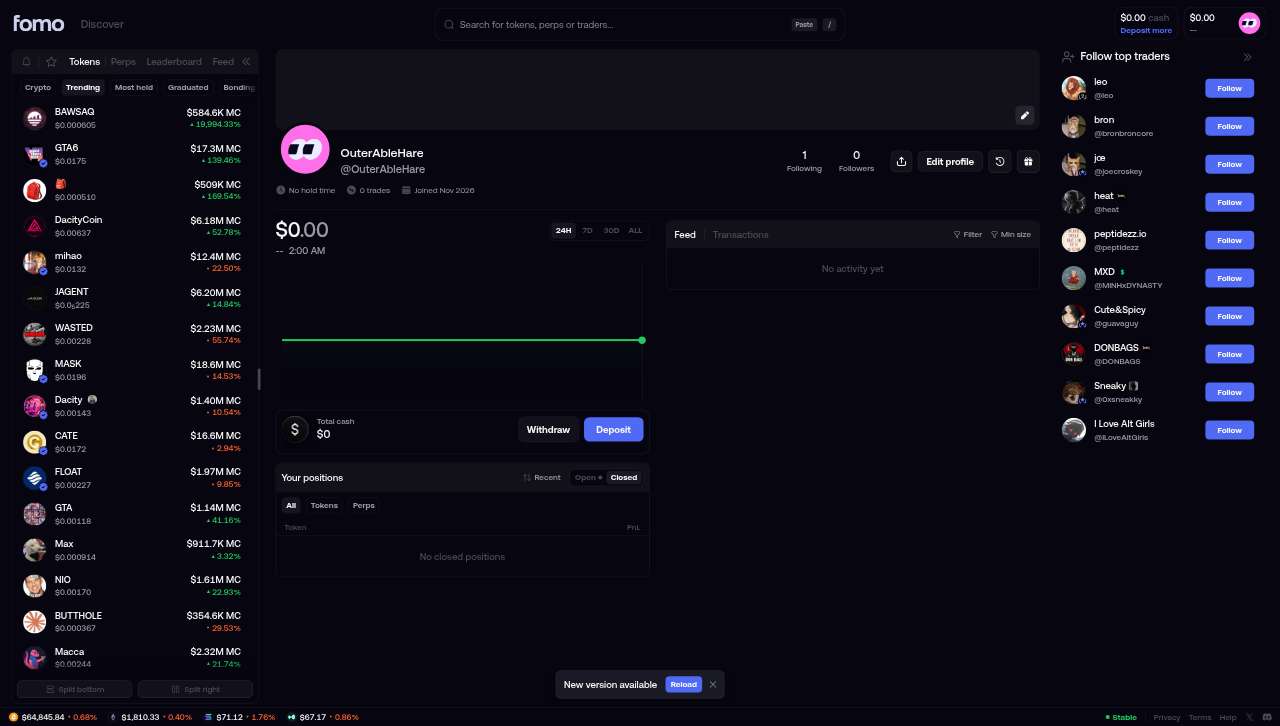 fomo
Discover
Search for tokens, perps or traders...
Paste
/
$0.00 cash
Deposit more
$0.00
—
Tokens
Perps
Leaderboard
Feed
Crypto
Trending
Most held
Graduated
Bonding
BAWSAQ
$584.6K MC
$0.000605
19,994.33%
GTA6
$17.3M MC
$0.0175
139.46%
$509K MC
$0.000510
169.54%
DacityCoin
$6.18M MC
$0.00637
52.78%
mihao
$12.4M MC
$0.0132
22.50%
JAGENT
$6.20M MC
$0.0₅225
14.84%
WASTED
$2.23M MC
$0.00228
55.74%
MASK
$18.6M MC
$0.0196
14.53%
Dacity
$1.40M MC
$0.00143
10.54%
CATE
$16.6M MC
$0.0172
2.94%
FLOAT
$1.97M MC
$0.00227
9.85%
GTA
$1.14M MC
$0.00118
41.16%
Max
$911.7K MC
$0.000914
3.32%
NIO
$1.61M MC
$0.00170
22.93%
BUTTHOLE
$354.6K MC
$0.000367
29.53%
Macca
$2.32M MC
$0.00244
21.74%
Split bottom
Split right
OuterAbleHare
@OuterAbleHare
No hold time
0 trades
Joined Nov 2026
1
Following
0
Followers
Edit profile
$0.00
-- 2:00 AM
24H
7D
30D
ALL
Total cash
$0
Withdraw
Deposit
Your positions
Recent
Open
Closed
All
Tokens
Perps
Token
PnL
No closed positions
Feed
Transactions
Filter
Min size
No activity yet
Follow top traders
leo
@leo
Follow
bron
@bronbroncore
Follow
jœ
@joecroskey
Follow
heat
@heat
Follow
peptidezz.io
@peptidezz
Follow
MXD
@MINHxDYNASTY
Follow
Cute&Spicy
@guavaguy
Follow
DONBAGS
@DONBAGS
Follow
Sneaky
@0xsneakky
Follow
I Love Alt Girls
@ILoveAltGirls
Follow
New version available
Reload
$64,845.84 0.68%
$1,810.33 0.40%
$71.12 1.76%
$67.17 0.86%
Stable
Privacy
Terms
Help